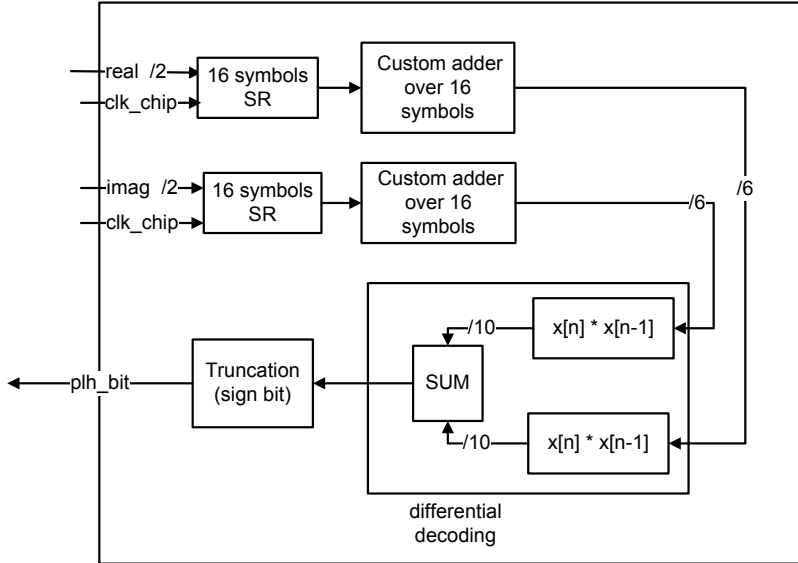 real /2
clk_chip
16 symbols
SR
Custom adder
over 16
symbols
imag /2
clk_chip
16 symbols
SR
Custom adder
over 16
symbols
/6
/6
x[n] * x[n-1]
/10
SUM
Truncation
(sign bit)
plh_bit
/10
x[n] * x[n-1]
differential
decoding